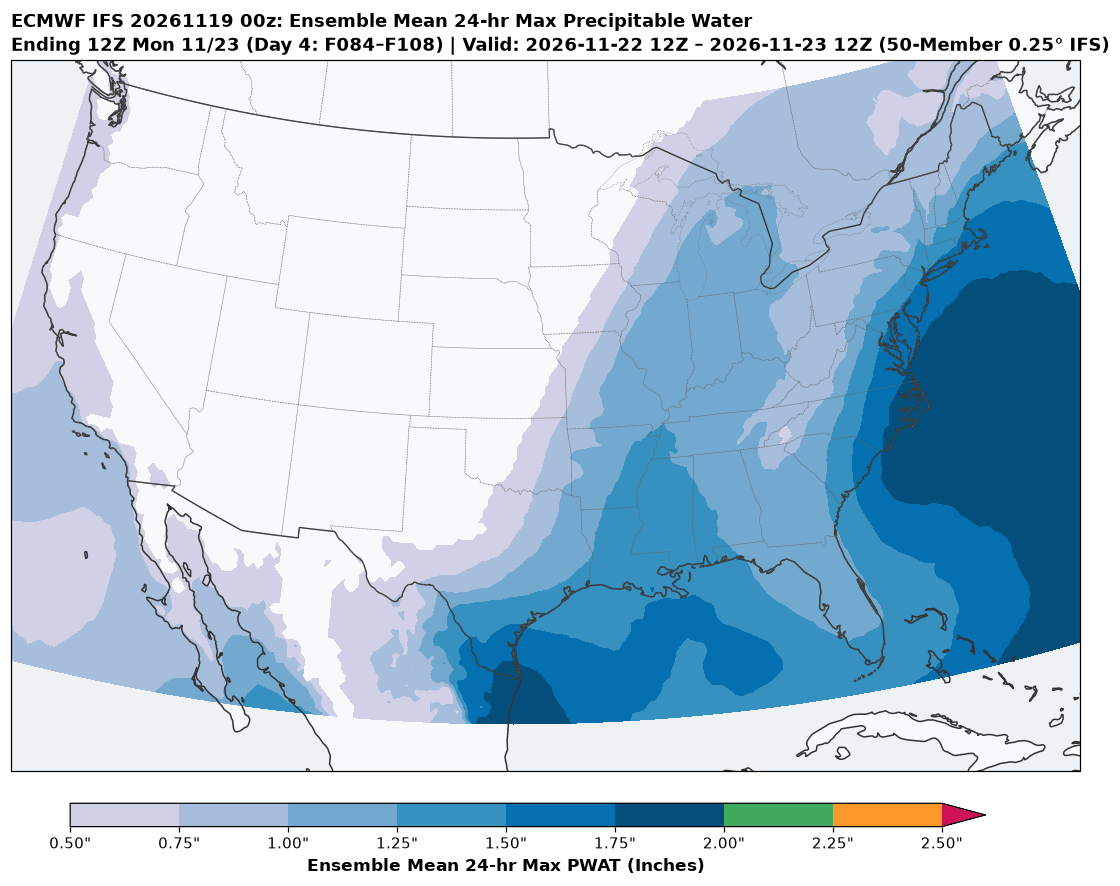 ECMWF IFS 20261119 00z: Ensemble Mean 24-hr Max Precipitable Water
Ending 12Z Mon 11/23 (Day 4: F084–F108) | Valid: 2026-11-22 12Z – 2026-11-23 12Z (50-Member 0.25° IFS)
0.50" 0.75" 1.00" 1.25" 1.50" 1.75" 2.00" 2.25" 2.50"
Ensemble Mean 24-hr Max PWAT (Inches)